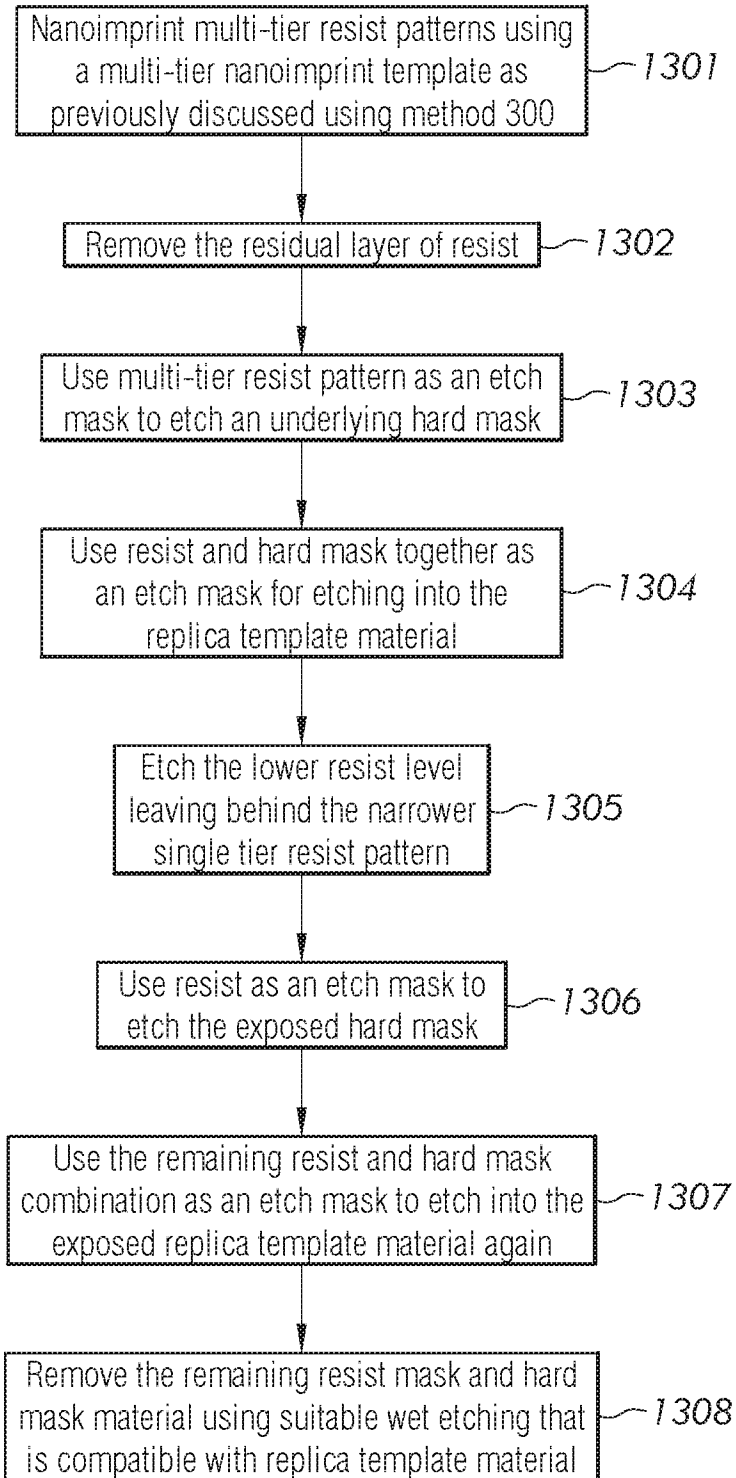 Nanoimprint multi-tier resist patterns using
a multi-tier nanoimprint template as
previously discussed using method 300
1301
Remove the residual layer of resist
1302
Use multi-tier resist pattern as an etch
mask to etch an underlying hard mask
1303
Use resist and hard mask together as
an etch mask for etching into the
replica template material
1304
Etch the lower resist level
leaving behind the narrower
single tier resist pattern
1305
Use resist as an etch mask to
etch the exposed hard mask
1306
Use the remaining resist and hard mask
combination as an etch mask to etch into the
exposed replica template material again
1307
Remove the remaining resist mask and hard
mask material using suitable wet etching that
is compatible with replica template material
1308